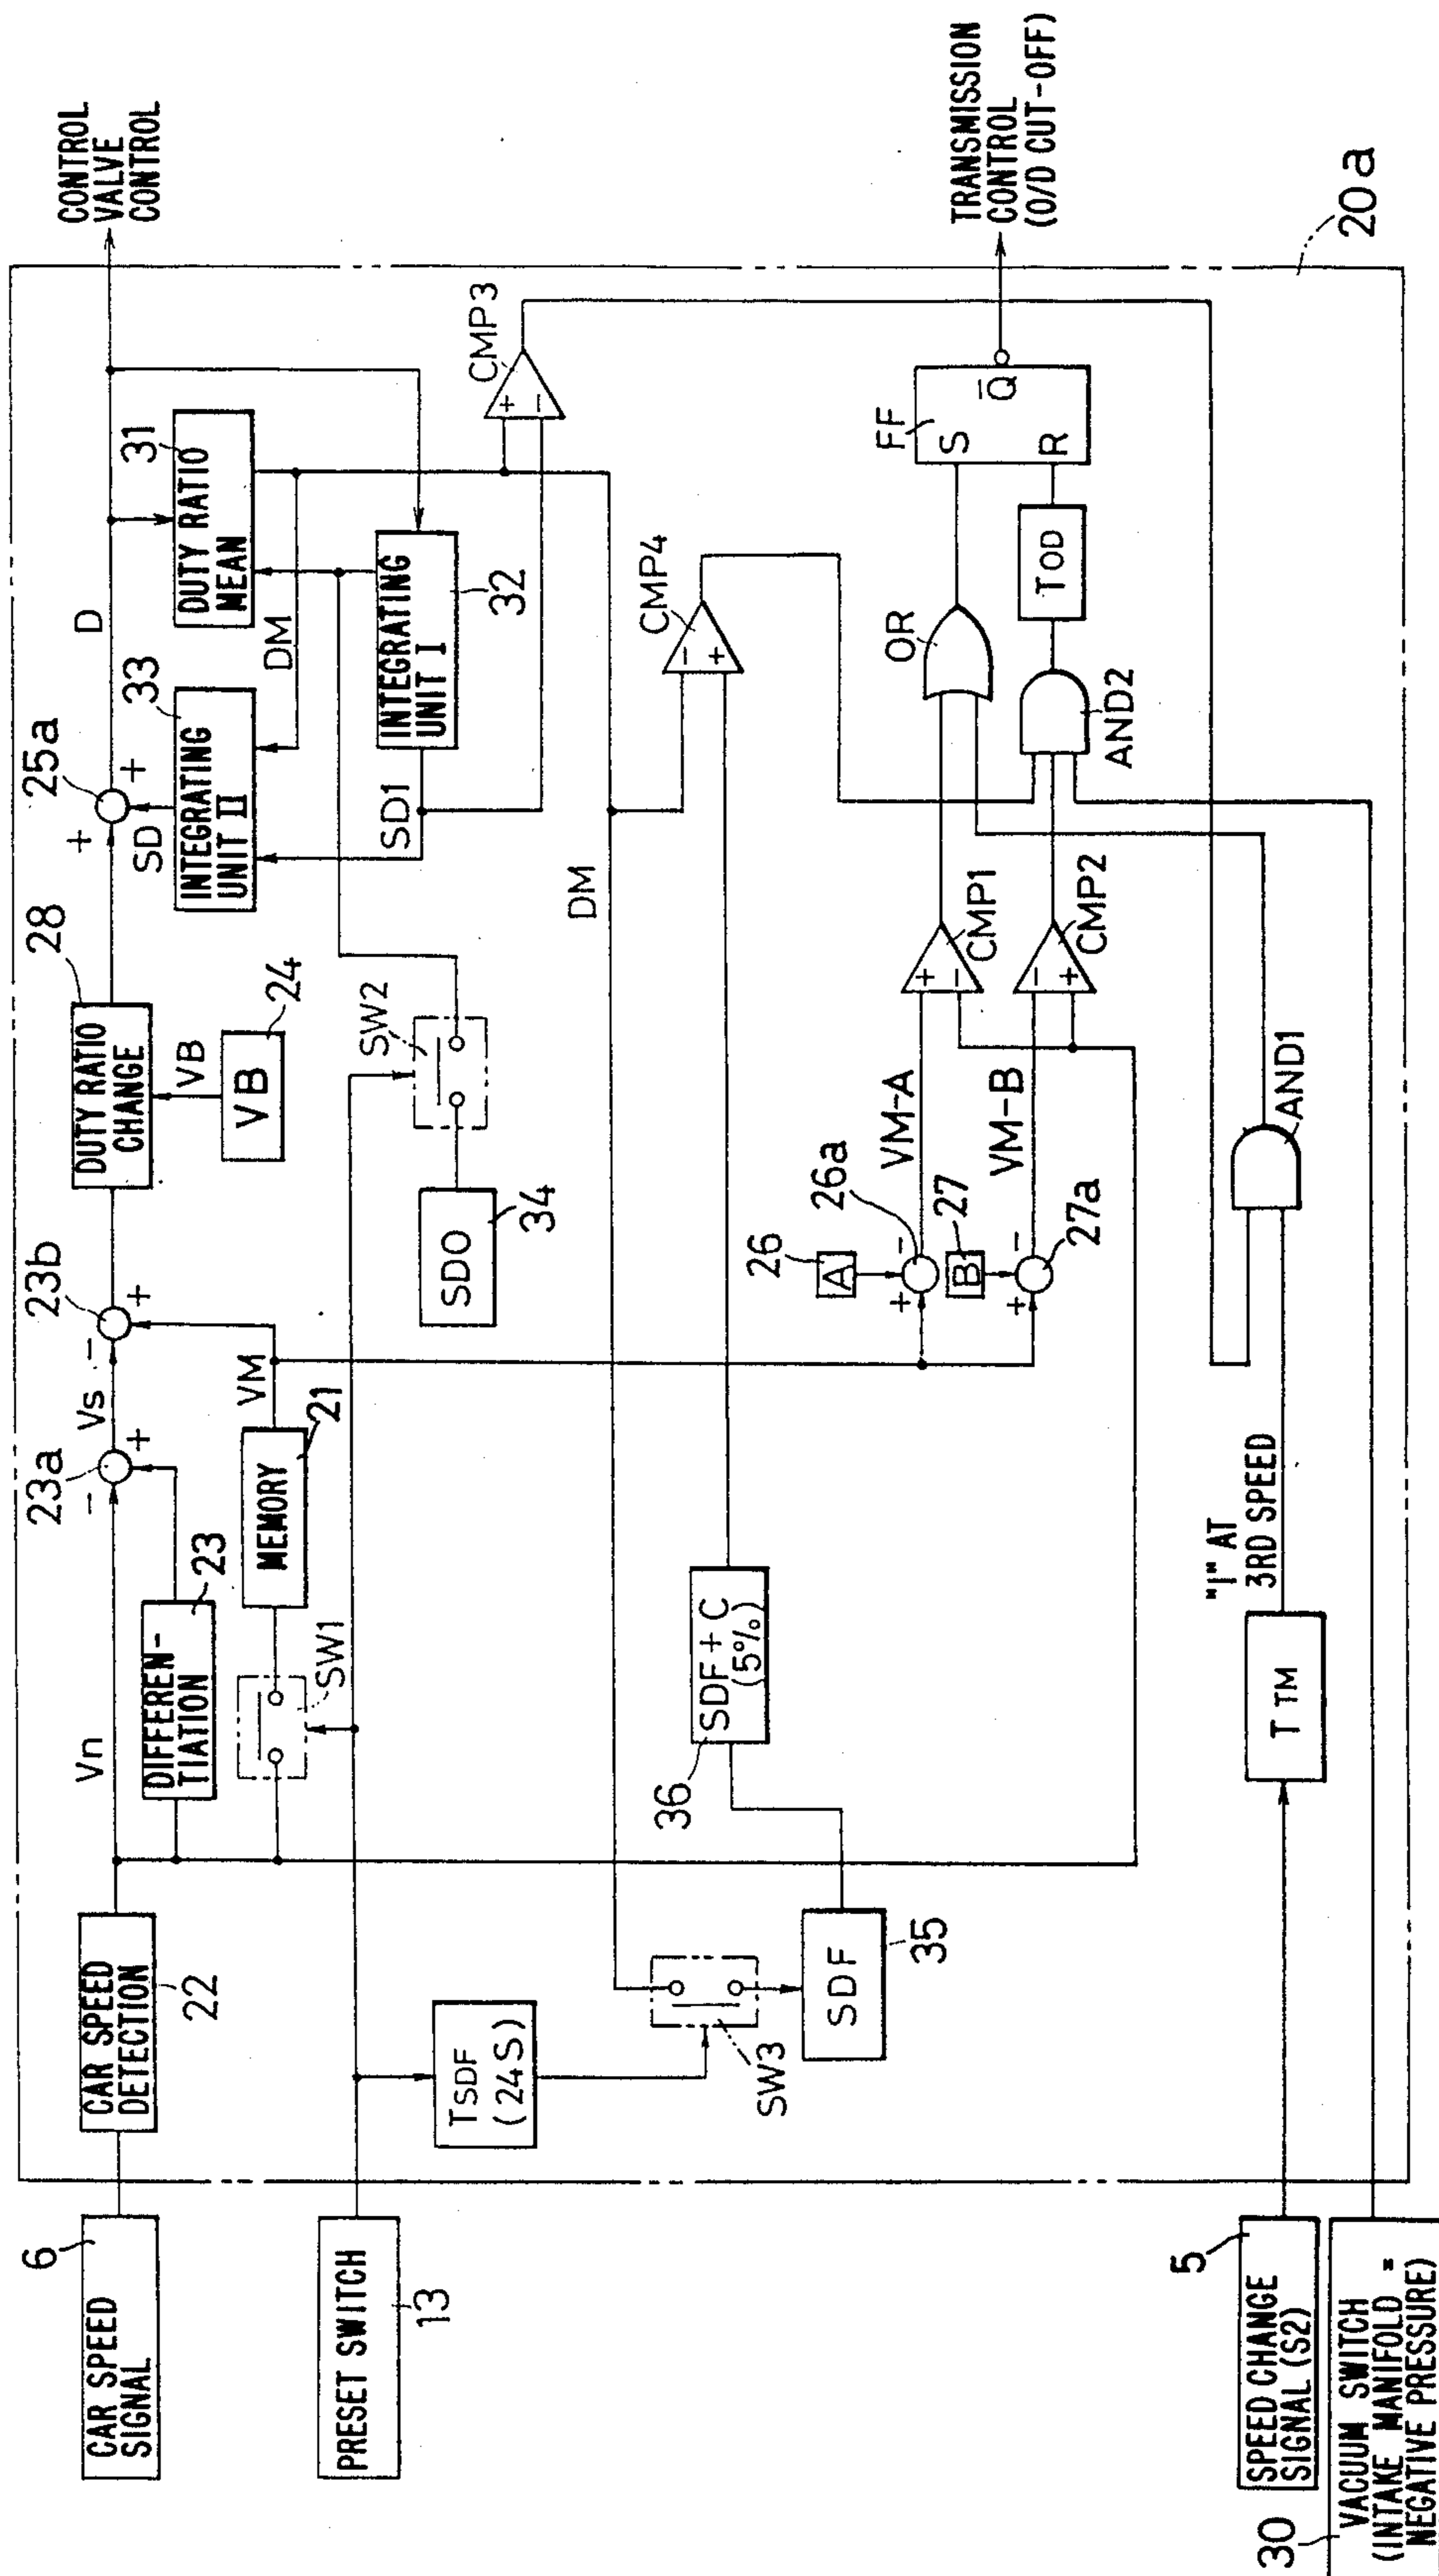 6
CAR SPEED
SIGNAL
CAR SPEED
DETECTION
22
Vn
DIFFEREN-
TIATION
23
23a
-
+
Vs
23b
-
+
DUTY RATIO
CHANGE
28
VB
VB
24
25a
+
+
SD
D
INTEGRATING
UNIT II
33
DUTY RATIO
MEAN
31
DM
CONTROL
VALVE
CONTROL
PRESET SWITCH
13
SW1
MEMORY
21
VM
SW2
SDO
34
INTEGRATING
UNIT I
32
SD1
CMP3
+
-
TSDF
(24S)
SW3
SDF
35
SDF+C
(5%)
36
DM
CMP4
-
+
26
A
26a
+
-
VM-A
27
B
27a
+
-
VM-B
CMP1
+
-
CMP2
-
+
OR
AND2
TOD
FF
S
R
Q̅
TRANSMISSION
CONTROL
(O/D CUT-OFF)
5
SPEED CHANGE
SIGNAL (S2)
TTM
"1" AT
3RD SPEED
AND1
30
VACUUM SWITCH
(INTAKE MANIFOLD =
NEGATIVE PRESSURE)
20a